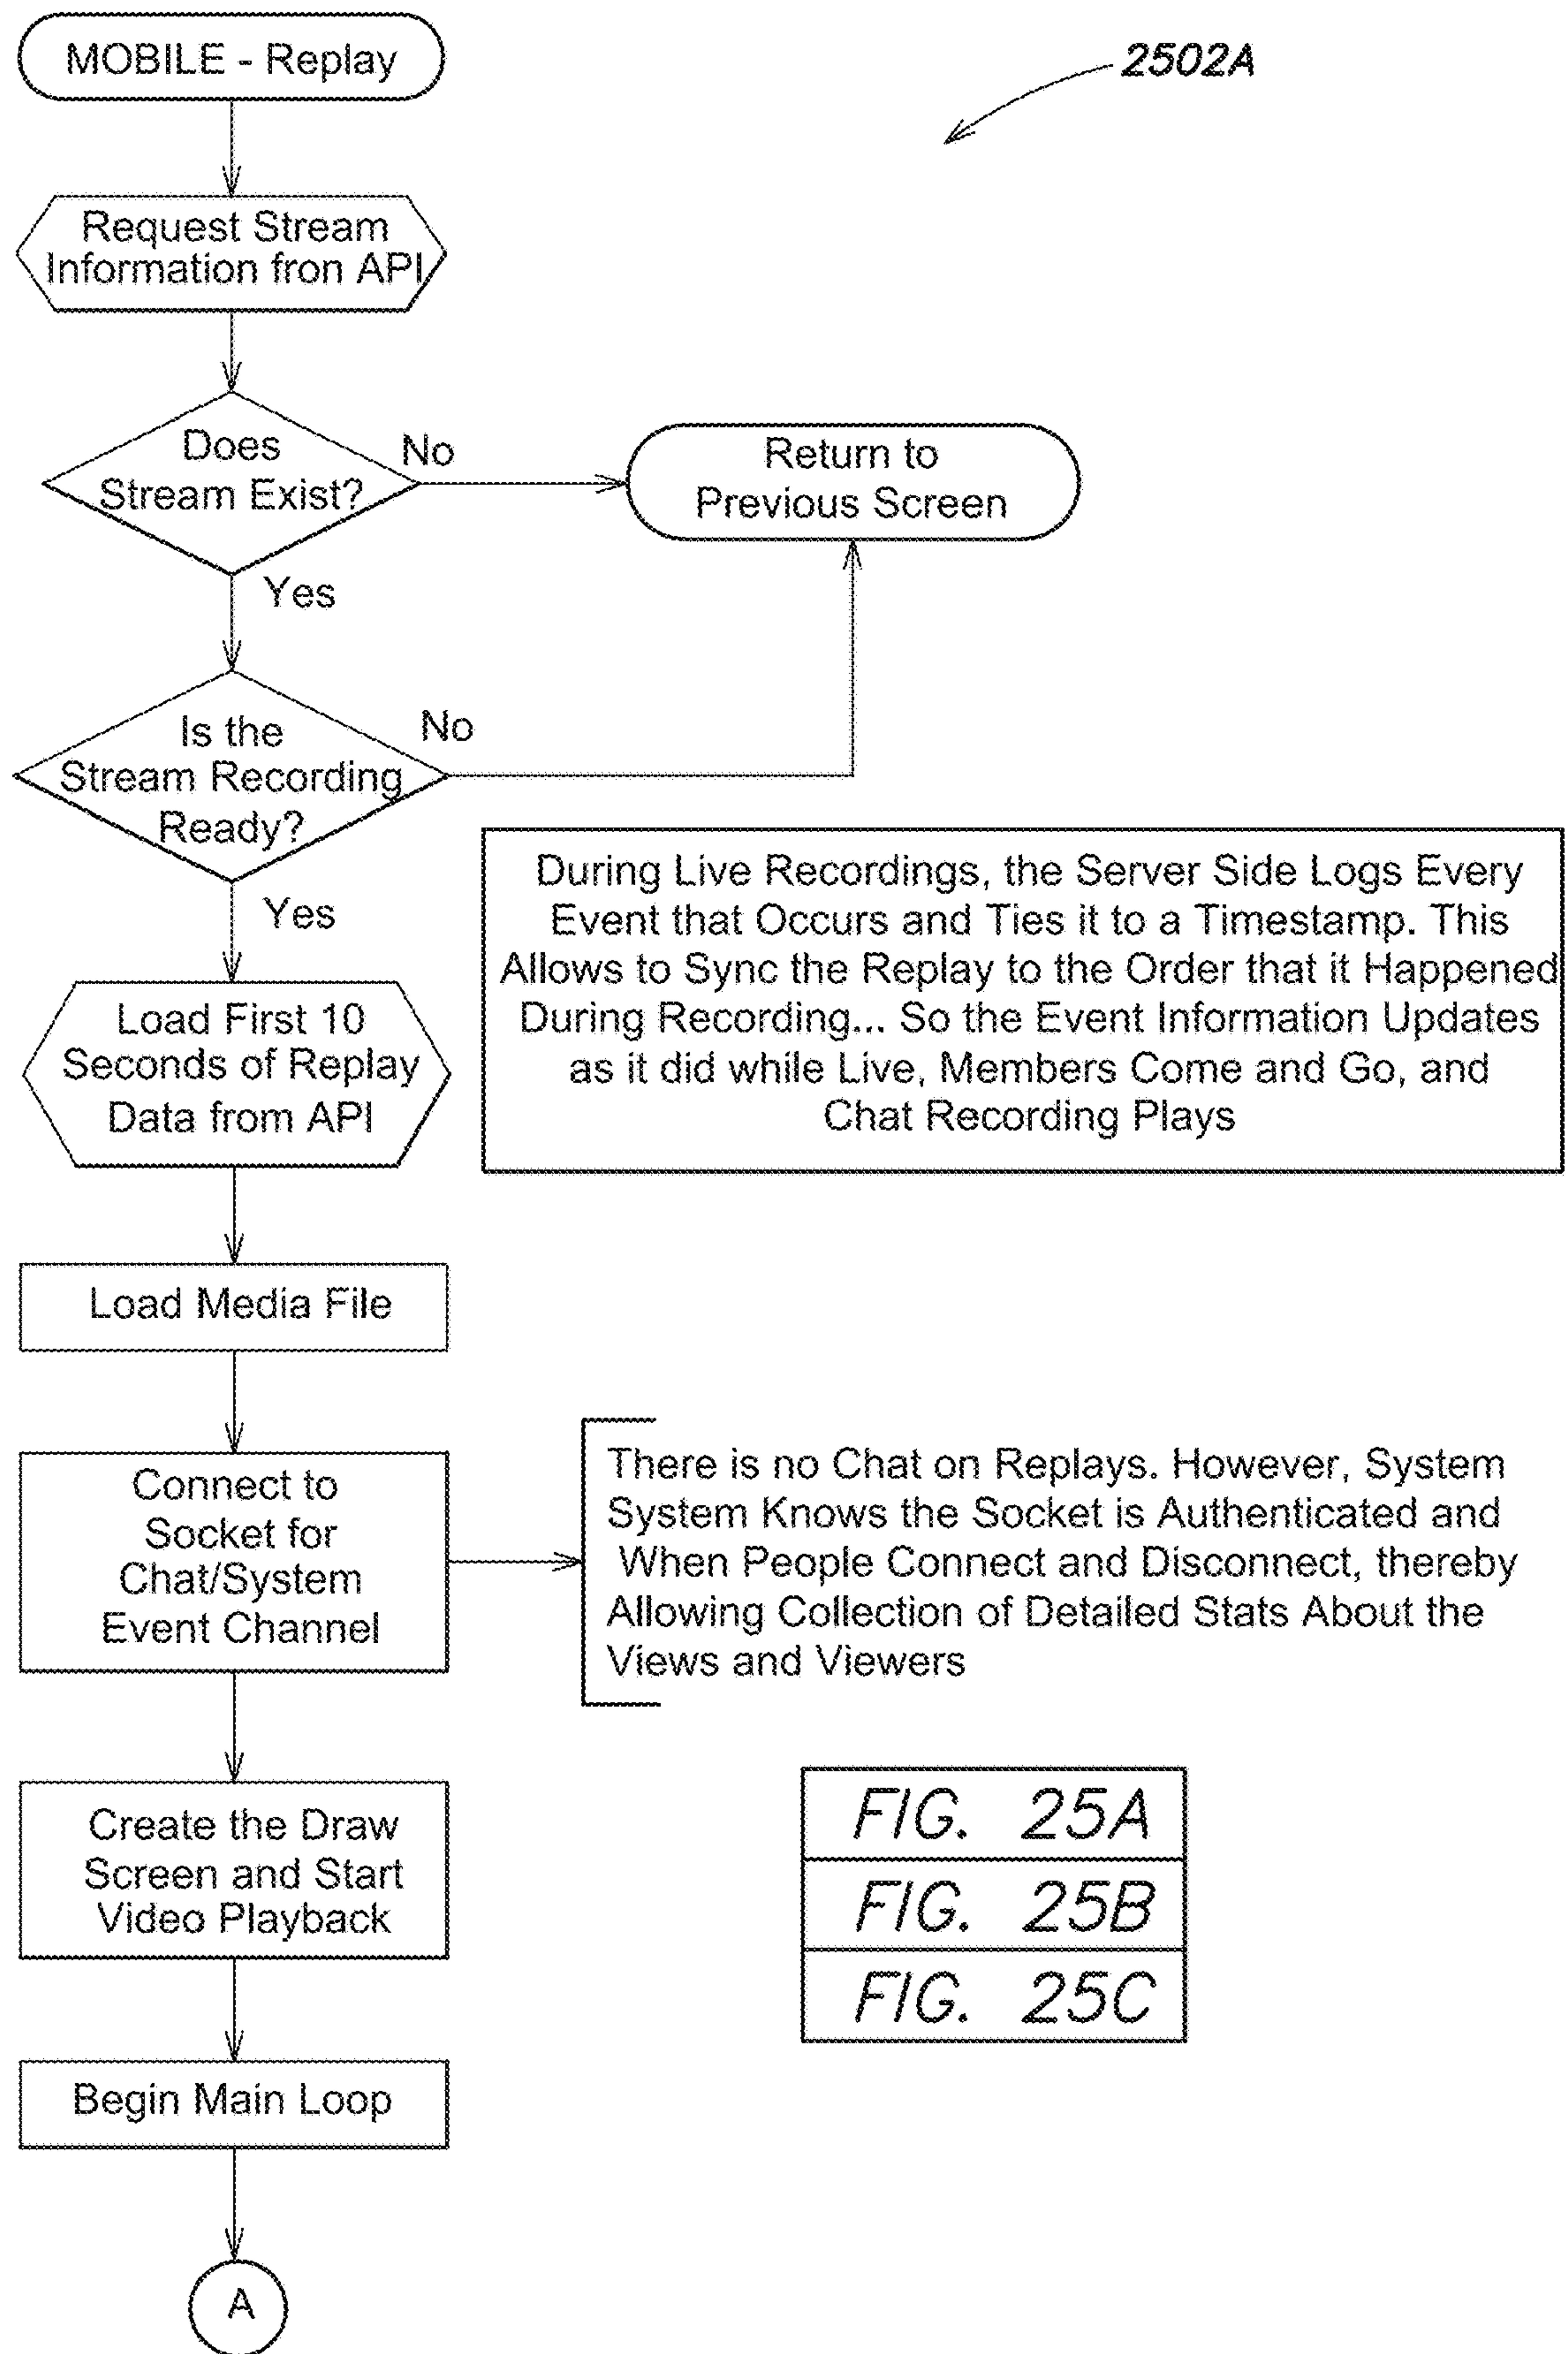 MOBILE - Replay
2502A
Request Stream
Information fron API
Does
Stream Exist?
No
Return to
Previous Screen
Yes
Is the
Stream Recording
Ready?
No
Yes
During Live Recordings, the Server Side Logs Every
Event that Occurs and Ties it to a Timestamp. This
Allows to Sync the Replay to the Order that it Happened
During Recording... So the Event Information Updates
as it did while Live, Members Come and Go, and
Chat Recording Plays
Load First 10
Seconds of Replay
Data from API
Load Media File
Connect to
Socket for
Chat/System
Event Channel
There is no Chat on Replays. However, System
System Knows the Socket is Authenticated and
When People Connect and Disconnect, thereby
Allowing Collection of Detailed Stats About the
Views and Viewers
Create the Draw
Screen and Start
Video Playback
FIG. 25A
FIG. 25B
FIG. 25C
Begin Main Loop
A